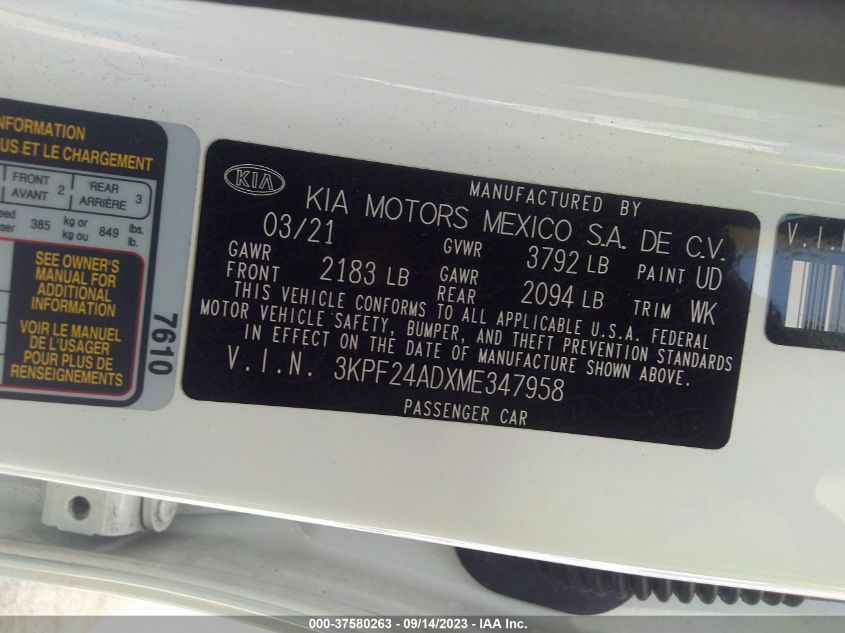 NFORMATION
US ET LE CHARGEMENT
FRONT 2 REAR 3
AVANT ARRIÈRE
385 kg or 849 lbs.
kg ou lb.
SEE OWNER'S
MANUAL FOR
ADDITIONAL
INFORMATION
VOIR LE MANUEL
DE L'USAGER
POUR PLUS DE
RENSEIGNEMENTS
7610
KIA
MANUFACTURED BY
KIA MOTORS MEXICO S.A. DE C.V.
03/21 GVWR 3792 LB PAINT UD
GAWR FRONT 2183 LB GAWR REAR 2094 LB TRIM WK
THIS VEHICLE CONFORMS TO ALL APPLICABLE U.S.A. FEDERAL
MOTOR VEHICLE SAFETY, BUMPER, AND THEFT PREVENTION STANDARDS
IN EFFECT ON THE DATE OF MANUFACTURE SHOWN ABOVE.
V.I.N. 3KPF24ADXME347958
PASSENGER CAR
V.I.
000-37580263 - 09/14/2023 - IAA Inc.